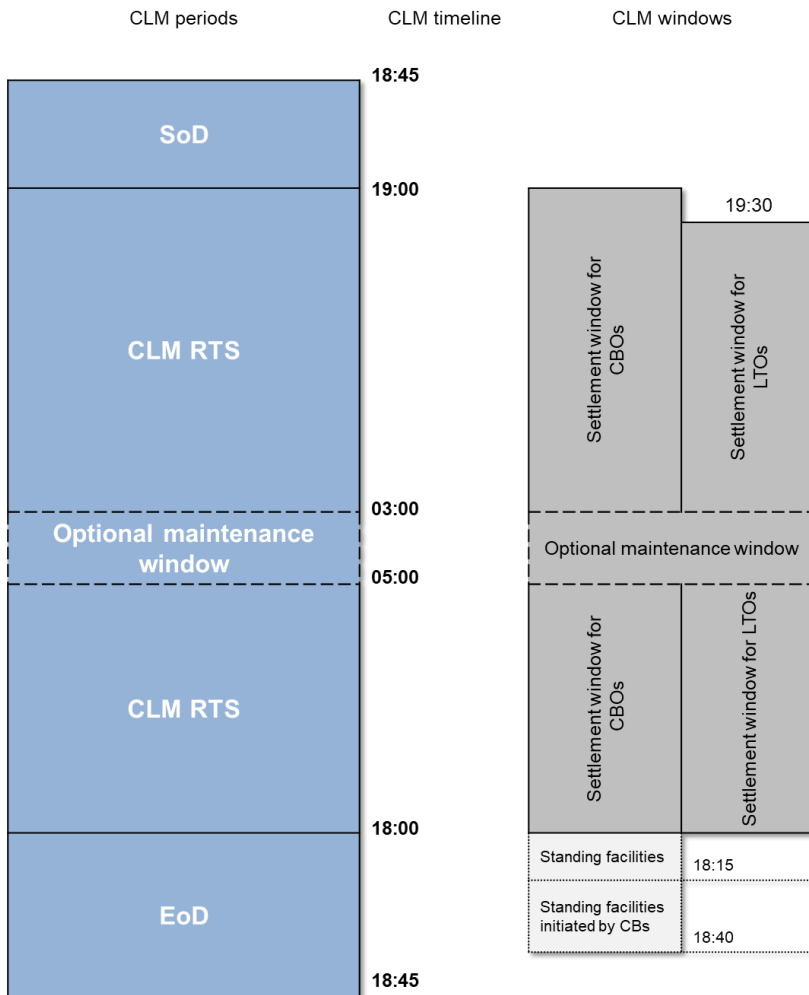 CLM periods
CLM timeline
CLM windows
18:45
SoD
19:00
19:30
CLM RTS
Settlement window for
CBOs
Settlement window for
LTOs
03:00
Optional maintenance
window
Optional maintenance window
05:00
CLM RTS
Settlement window for
CBOs
Settlement window for LTOs
18:00
Standing facilities
18:15
EoD
Standing facilities
initiated by CBs
18:40
18:45